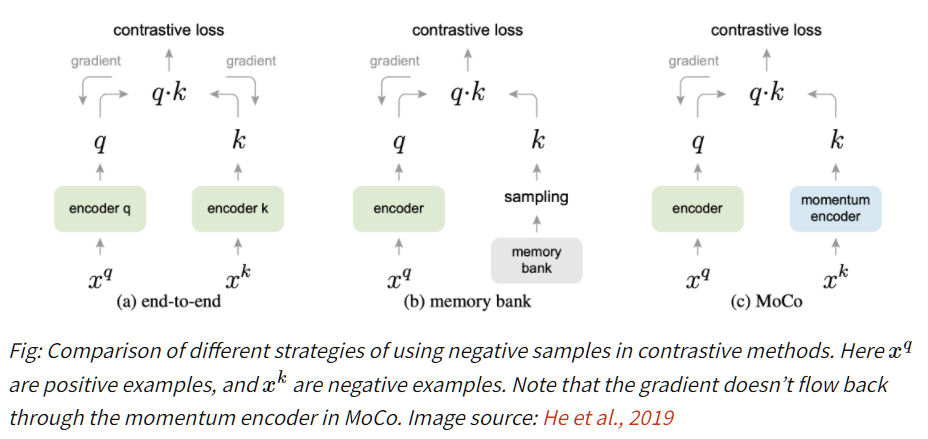 contrastive loss
gradient gradient
q·k
q k
encoder q encoder k
x^q x^k
(a) end-to-end
contrastive loss
gradient
q·k
q k
sampling
encoder
memory
bank
x^q
(b) memory bank
contrastive loss
gradient
q·k
q k
encoder momentum
encoder
x^q x^k
(c) MoCo
Fig: Comparison of different strategies of using negative samples in contrastive methods. Here x^q
are positive examples, and x^k are negative examples. Note that the gradient doesn't flow back
through the momentum encoder in MoCo. Image source: He et al., 2019